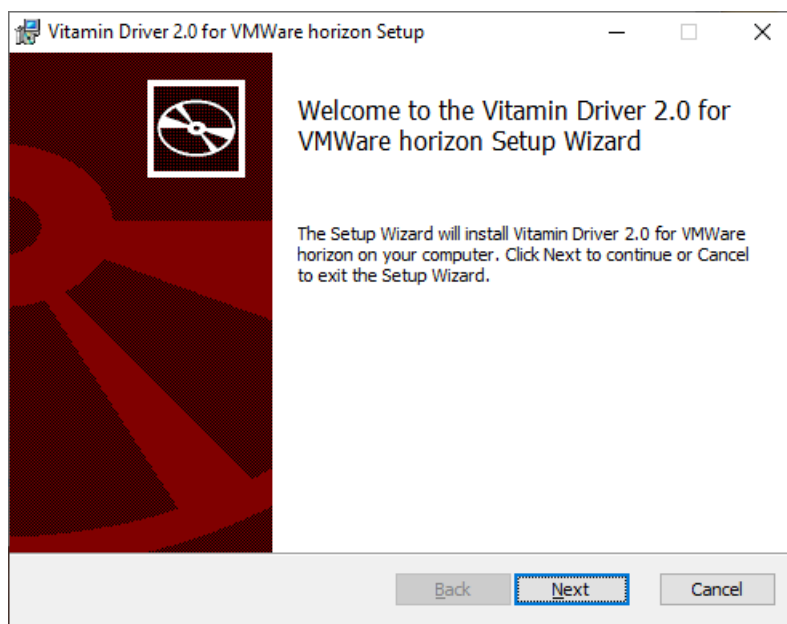 Vitamin Driver 2.0 for VMWare horizon Setup
Welcome to the Vitamin Driver 2.0 for
VMWare horizon Setup Wizard
The Setup Wizard will install Vitamin Driver 2.0 for VMWare
horizon on your computer. Click Next to continue or Cancel
to exit the Setup Wizard.
Back
Next
Cancel